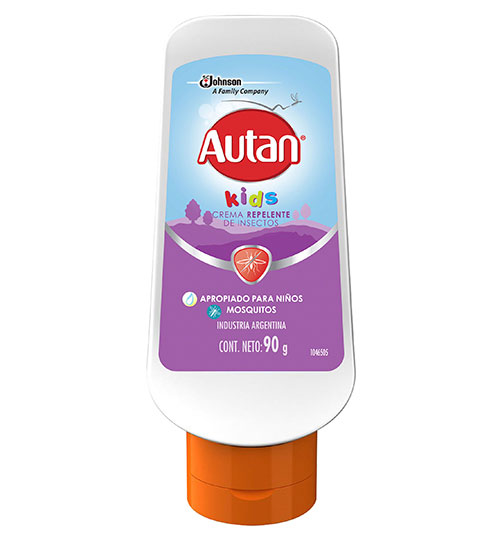 SC Johnson
A Family Company
Autan®
kids
CREMA REPELENTE
DE INSECTOS
APROPIADO PARA NIÑOS
MOSQUITOS
INDUSTRIA ARGENTINA
CONT. NETO: 90 g
1046505